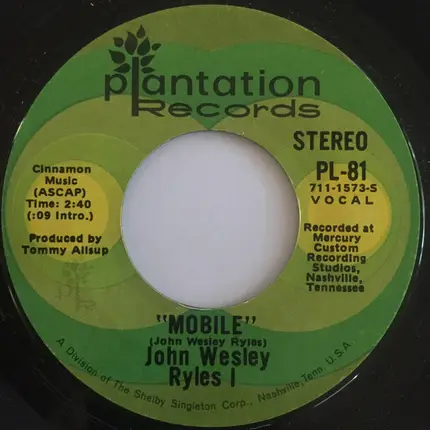 plantation
Records
STEREO
PL-81
711-1573-S
VOCAL
Cinnamon
Music
(ASCAP)
Time: 2:40
(:09 Intro.)
Produced by
Tommy Allsup
Recorded at
Mercury
Custom
Recording
Studios,
Nashville,
Tennessee
"MOBILE"
(John Wesley Ryles)
John Wesley
Ryles I
A Division of The Shelby Singleton Corp., Nashville, Tenn. U.S.A.